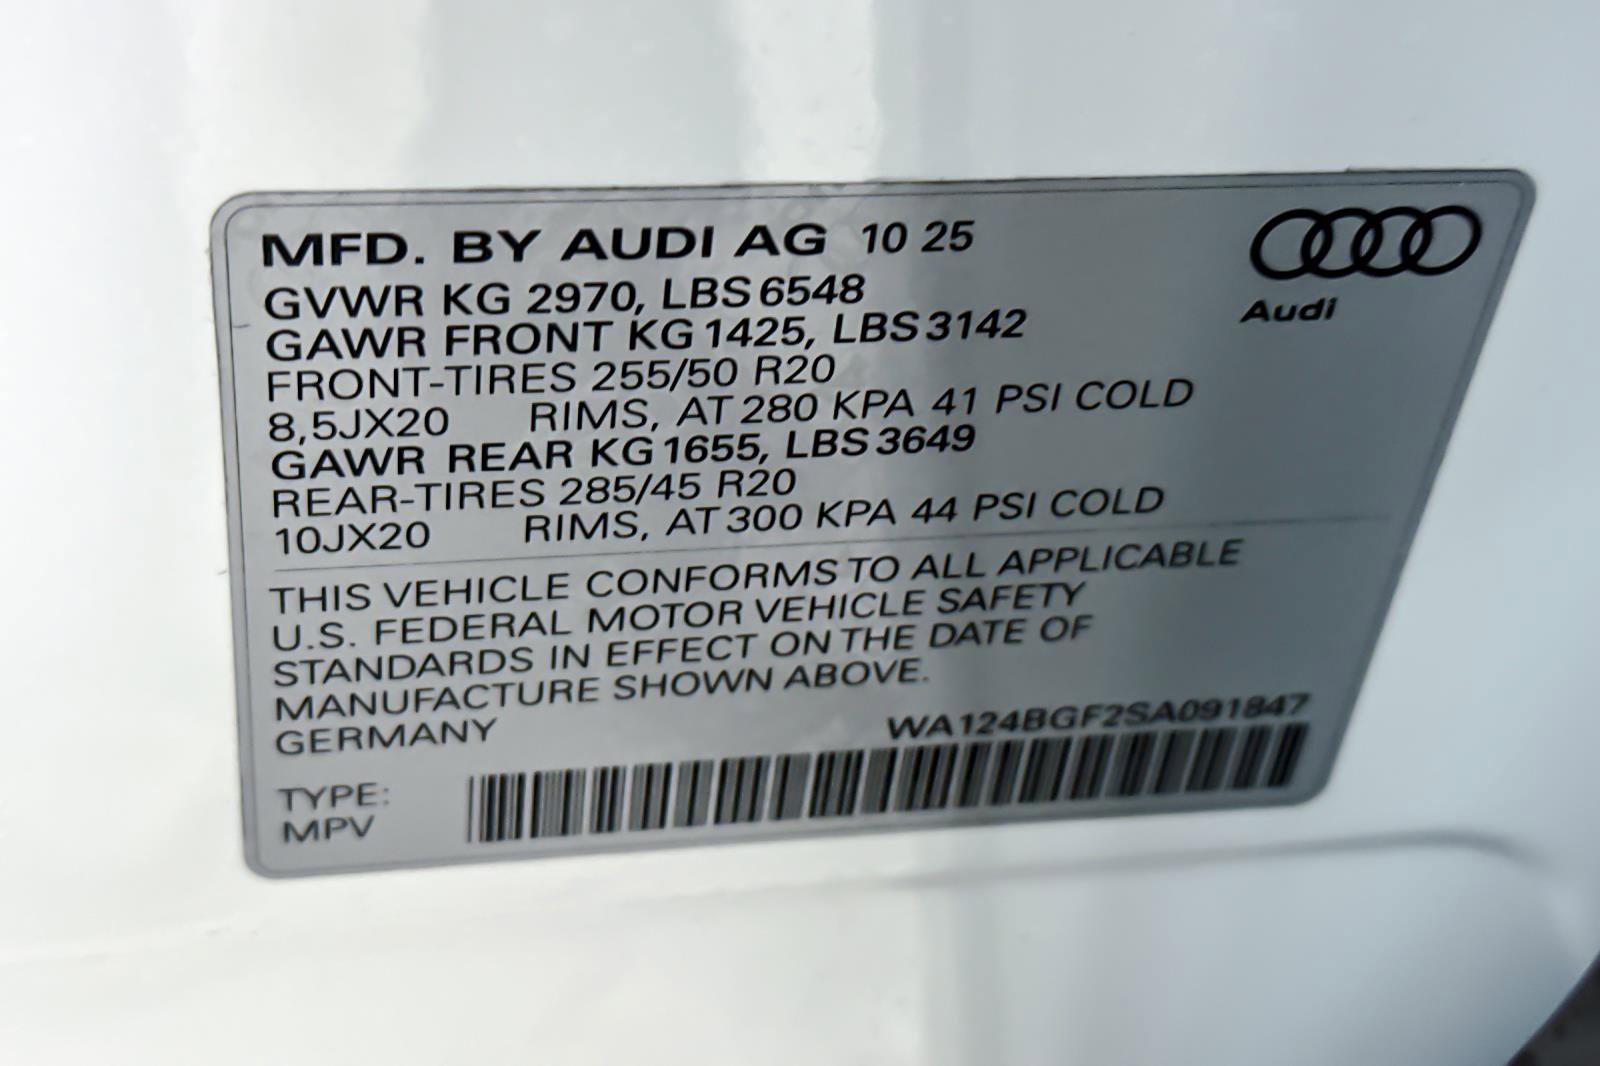 MFD. BY AUDI AG 10 25
GVWR KG 2970, LBS 6548
GAWR FRONT KG 1425, LBS 3142
FRONT-TIRES 255/50 R20
8,5JX20 RIMS, AT 280 KPA 41 PSI COLD
GAWR REAR KG 1655, LBS 3649
REAR-TIRES 285/45 R20
10JX20 RIMS, AT 300 KPA 44 PSI COLD
Audi
THIS VEHICLE CONFORMS TO ALL APPLICABLE
U.S. FEDERAL MOTOR VEHICLE SAFETY
STANDARDS IN EFFECT ON THE DATE OF
MANUFACTURE SHOWN ABOVE.
GERMANY WA124BGF2SA091847
TYPE:
MPV